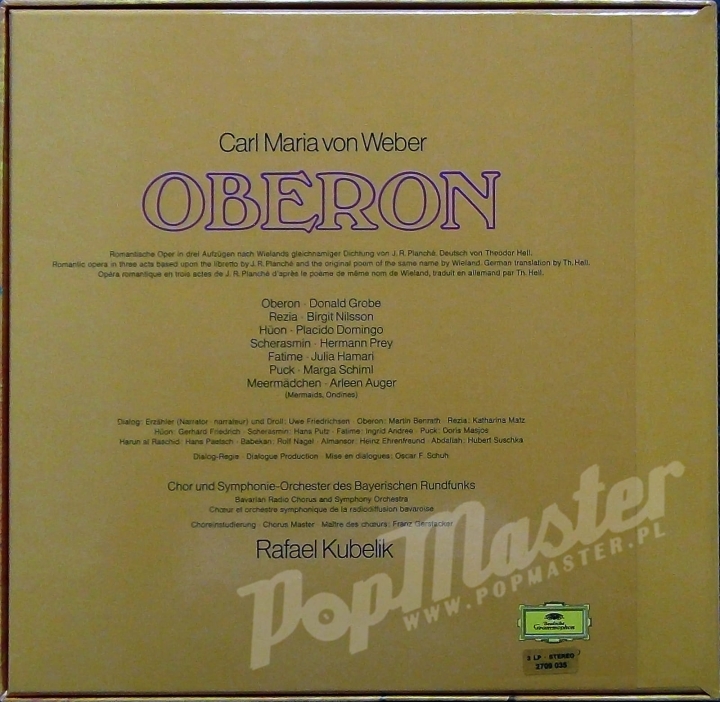 Carl Maria von Weber
OBERON
Romantische Oper in drei Aufzügen nach Wielands gleichnamiger Dichtung von J. R. Planché. Deutsch von Theodor Hell.
Romantic opera in three acts based upon the libretto by J. R. Planché and the original poem of the same name by Wieland. German translation by Th. Hell.
Opéra romantique en trois actes de J. R. Planché d'après le poème de même nom de Wieland, traduit en allemand par Th. Hell.
Oberon · Donald Grobe
Rezia · Birgit Nilsson
Hüon · Placido Domingo
Scherasmin · Hermann Prey
Fatime · Julia Hamari
Puck · Marga Schiml
Meermädchen · Arleen Auger
(Mermaids, Ondines)
Dialog: Erzähler (Narrator · narrateur) und Droll: Uwe Friedrichsen · Oberon: Martin Benrath · Rezia: Katharina Matz
Hüon: Gerhard Friedrich · Scherasmin: Hans Putz · Fatime: Ingrid Andree · Puck: Doris Masjos
Harun al Raschid: Hans Paetsch · Babekan: Rolf Nagel · Almansor: Heinz Ehrenfreund · Abdallah: Hubert Suschka
Dialog-Regie · Dialogue Production · Mise en dialogues: Oscar F. Schuh
Chor und Symphonie-Orchester des Bayerischen Rundfunks
Bavarian Radio Chorus and Symphony Orchestra
Chœur et orchestre symphonique de la radiodiffusion bavaroise
Choreinstudierung · Chorus Master · Maître des chœurs: Franz Gerstacker
Rafael Kubelik
PopMaster
WWW.POPMASTER.PL
Deutsche
Grammophon
3 LP · STEREO
2709 035